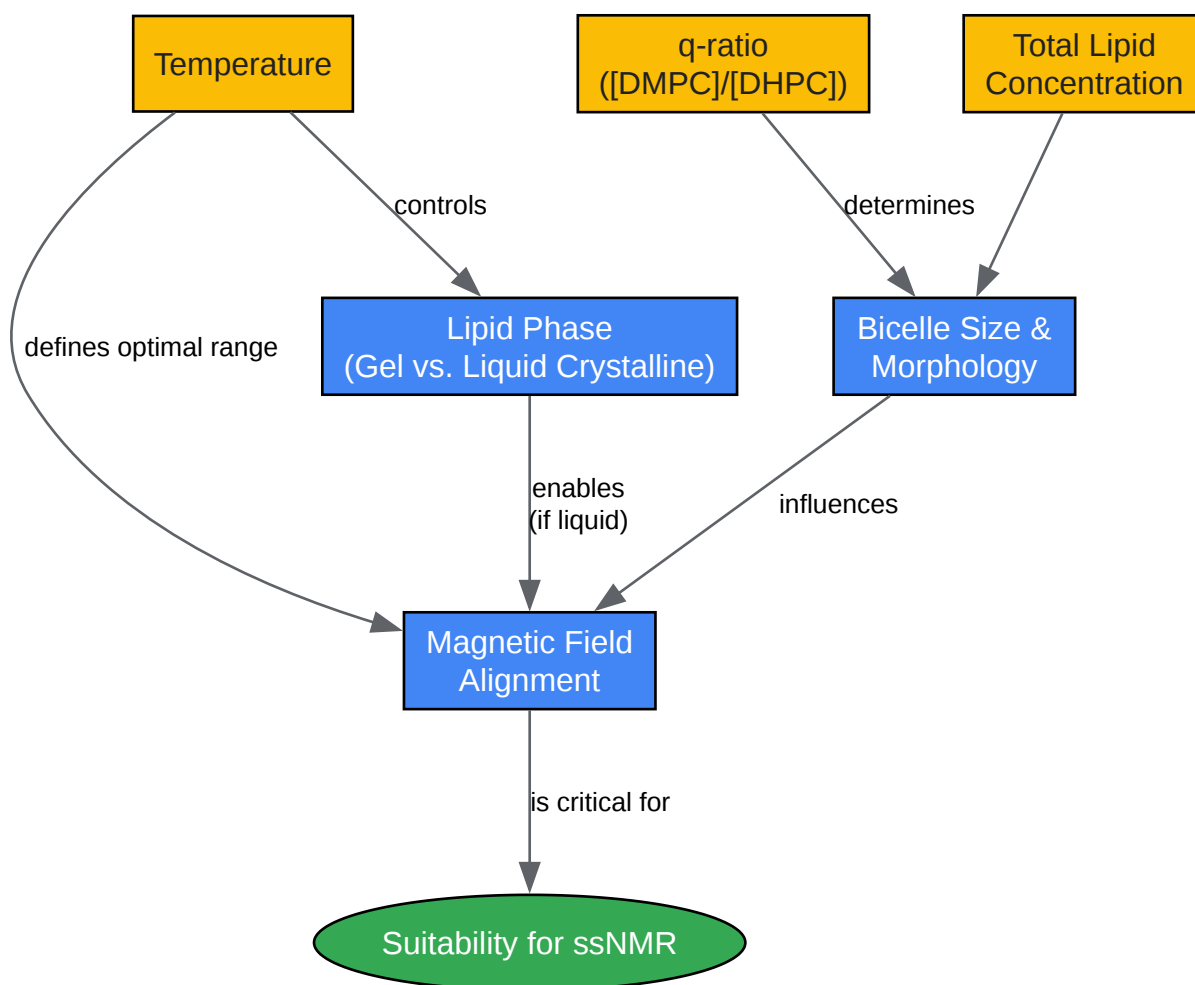 Temperature
q-ratio
([DMPC]/[DHPC])
Total Lipid
Concentration
controls
determines
defines optimal range
Lipid Phase
(Gel vs. Liquid Crystalline)
Bicelle Size &
Morphology
enables
(if liquid)
influences
Magnetic Field
Alignment
is critical for
Suitability for ssNMR